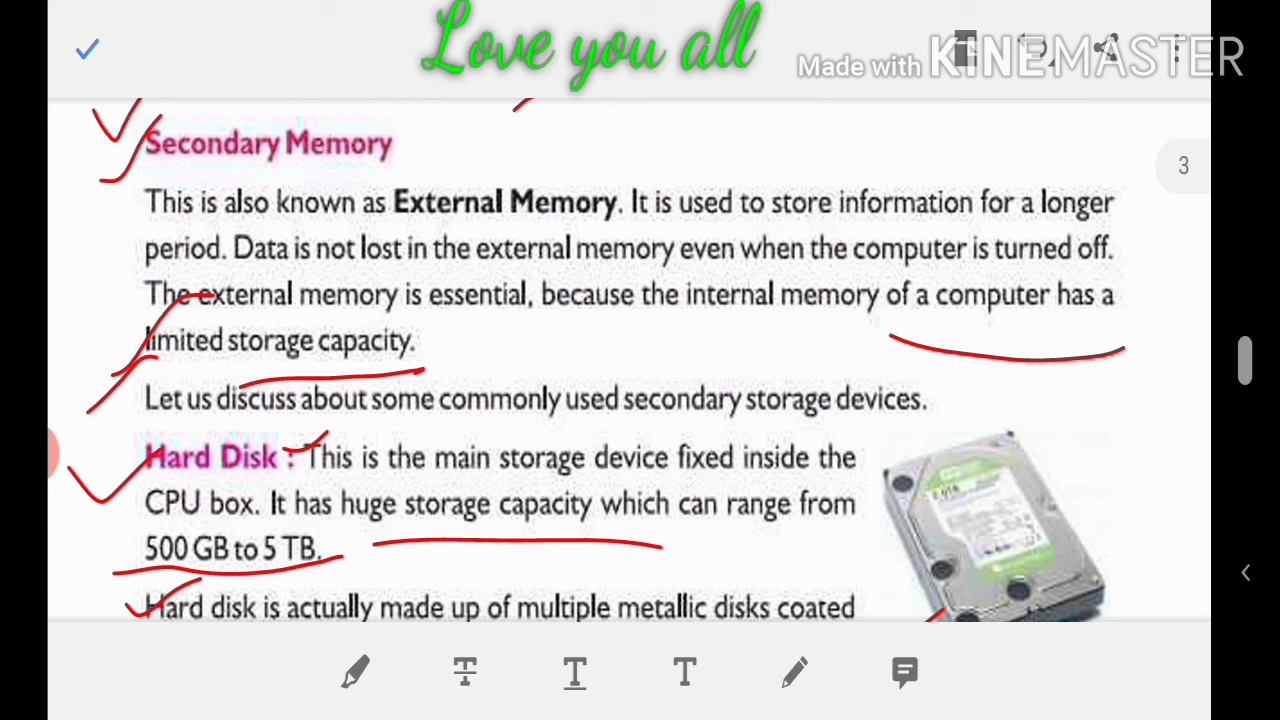 Love you all
Made with KINEMASTER
Secondary Memory
3
This is also known as External Memory. It is used to store information for a longer
period. Data is not lost in the external memory even when the computer is turned off.
The external memory is essential, because the internal memory of a computer has a
limited storage capacity.
Let us discuss about some commonly used secondary storage devices.
Hard Disk : This is the main storage device fixed inside the
CPU box. It has huge storage capacity which can range from
500 GB to 5 TB.
Hard disk is actually made up of multiple metallic disks coated
T T T